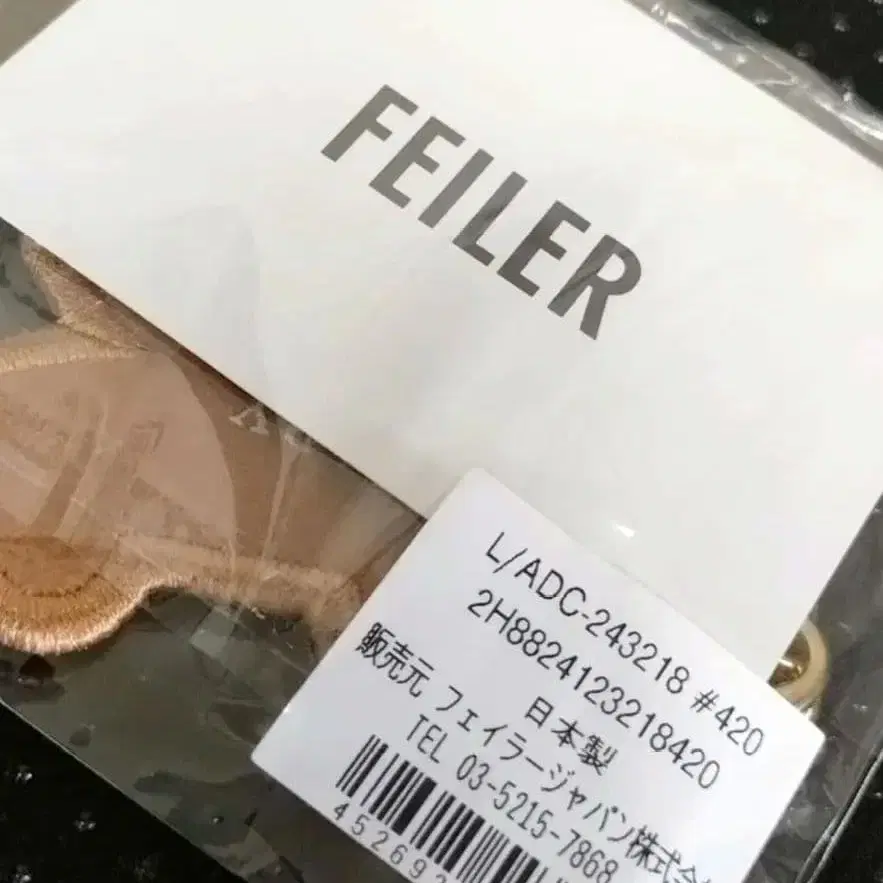 FEILER
L/ADC-243218 #420
2H8824123218420
日本製
販売元 フェイラージャパン株式会
TEL 03-5215-7868
45269